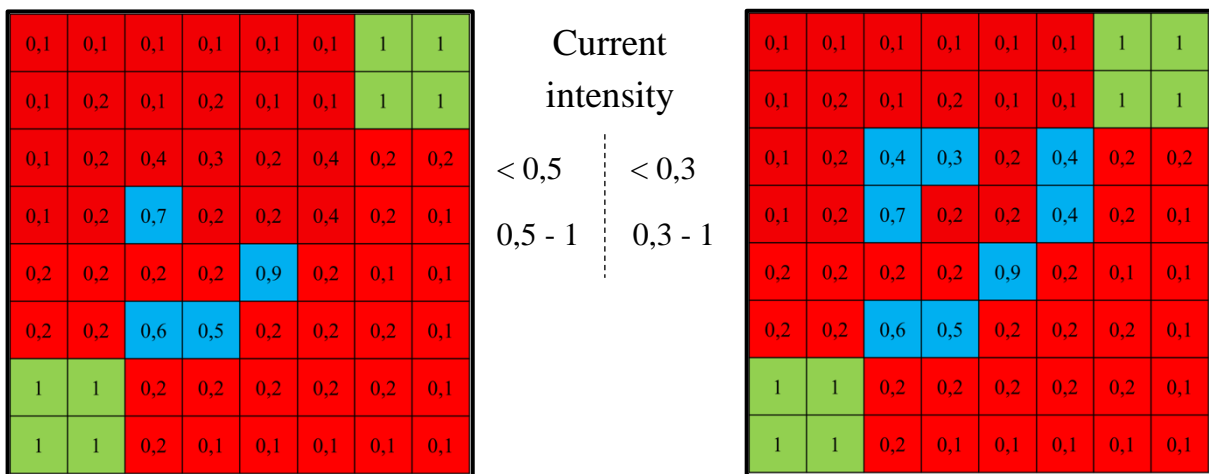 0,1 0,1 0,1 0,1 0,1 0,1 1 1
0,1 0,2 0,1 0,2 0,1 0,1 1 1
0,1 0,2 0,4 0,3 0,2 0,4 0,2 0,2
0,1 0,2 0,7 0,2 0,2 0,4 0,2 0,1
0,2 0,2 0,2 0,2 0,9 0,2 0,1 0,1
0,2 0,2 0,6 0,5 0,2 0,2 0,2 0,1
1 1 0,2 0,2 0,2 0,2 0,2 0,1
1 1 0,2 0,1 0,1 0,1 0,1 0,1
Current
intensity
< 0,5 < 0,3
0,5 - 1 0,3 - 1
0,1 0,1 0,1 0,1 0,1 0,1 1 1
0,1 0,2 0,1 0,2 0,1 0,1 1 1
0,1 0,2 0,4 0,3 0,2 0,4 0,2 0,2
0,1 0,2 0,7 0,2 0,2 0,4 0,2 0,1
0,2 0,2 0,2 0,2 0,9 0,2 0,1 0,1
0,2 0,2 0,6 0,5 0,2 0,2 0,2 0,1
1 1 0,2 0,2 0,2 0,2 0,2 0,1
1 1 0,2 0,1 0,1 0,1 0,1 0,1